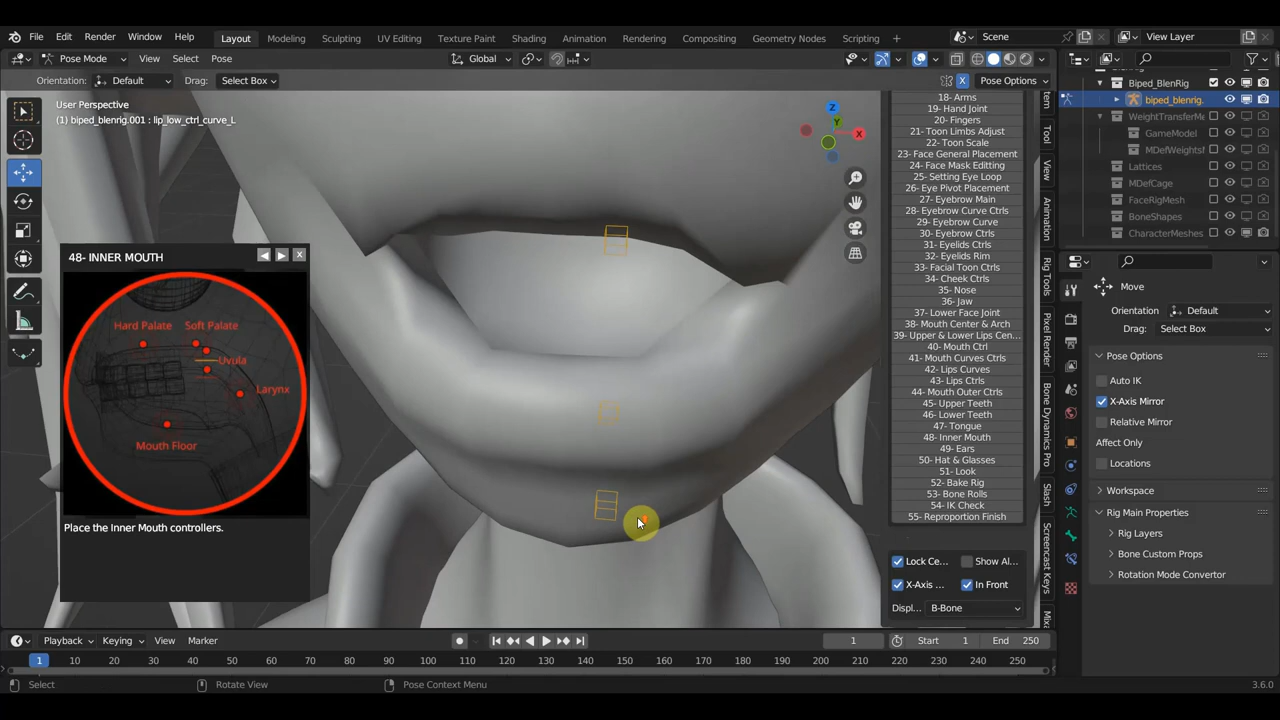 File Edit Render Window Help
Layout Modeling Sculpting UV Editing Texture Paint Shading Animation Rendering Compositing Geometry Nodes Scripting +
Scene
View Layer
Pose Mode View Select Pose
Global
Orientation: Default Drag: Select Box
X Pose Options
User Perspective
(1) biped_blenrig.001 : lip_low_ctrl_curve_L
Z
Y
X
48- INNER MOUTH
Hard Palate Soft Palate
Uvula
Larynx
Mouth Floor
Place the Inner Mouth controllers.
18- Arms
19- Hand Joint
20- Fingers
21- Toon Limbs Adjust
22- Toon Scale
23- Face General Placement
24- Face Mask Editting
25- Setting Eye Loop
26- Eye Pivot Placement
27- Eyebrow Main
28- Eyebrow Curve Ctrls
29- Eyebrow Curve
30- Eyebrow Ctrls
31- Eyelids Ctrls
32- Eyelids Rim
33- Facial Toon Ctrls
34- Cheek Ctrls
35- Nose
36- Jaw
37- Lower Face Joint
38- Mouth Center & Arch
39- Upper & Lower Lips Cen...
40- Mouth Ctrl
41- Mouth Curves Ctrls
42- Lips Curves
43- Lips Ctrls
44- Mouth Outer Ctrls
45- Upper Teeth
46- Lower Teeth
47- Tongue
48- Inner Mouth
49- Ears
50- Hat & Glasses
51- Look
52- Bake Rig
53- Bone Rolls
54- IK Check
55- Reproportion Finish
Lock Ce... Show Al...
X-Axis ... In Front
Displ... B-Bone
Tool
View
Animation
Rig Tools
Pixel Render
Bone Dynamics Pro
Slash
Screencast Keys
Biped_BlenRig
biped_blenrig.
WeightTransferMe
GameModel
Lattices
MDefCage
FaceRigMesh
BoneShapes
CharacterMeshes
Move
Orientation Default
Drag: Select Box
Pose Options
Auto IK
X-Axis Mirror
Relative Mirror
Affect Only
Locations
Workspace
Rig Main Properties
Rig Layers
Bone Custom Props
Rotation Mode Convertor
Playback Keying View Marker
1 Start 1 End 250
1 10 20 30 40 50 60 70 80 90 100 110 120 130 140 150 160 170 180 190 200 210 220 230 240 250
Select Rotate View Pose Context Menu 3.6.0